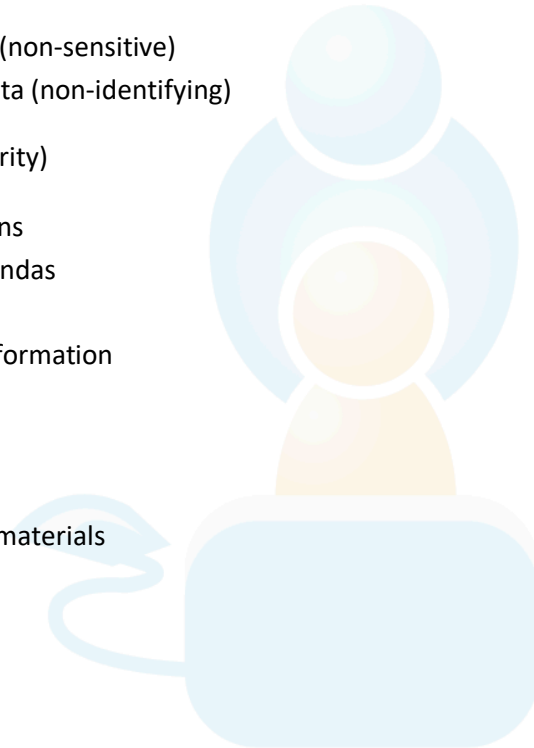 (non-sensitive)
ta (non-identifying)
rity)
ns
ndas
formation
materials